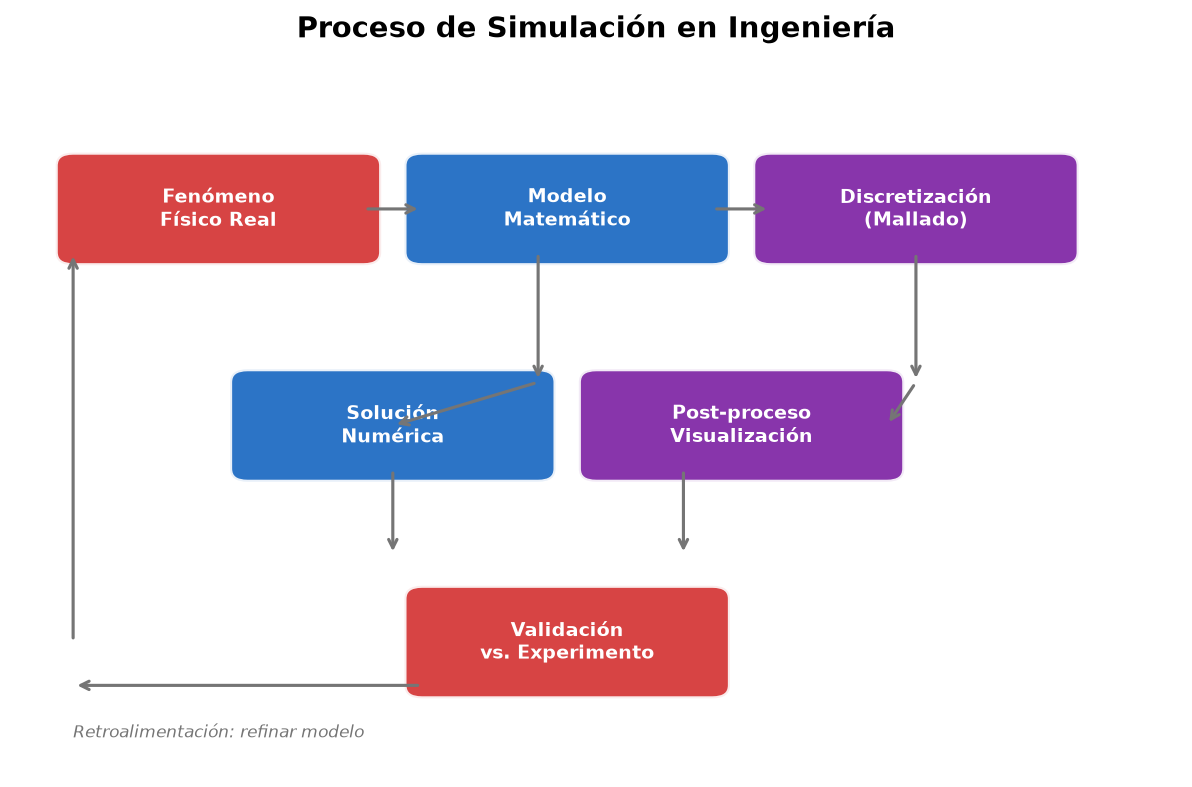 Proceso de Simulación en Ingeniería
Fenómeno
Físico Real
Modelo
Matemático
Discretización
(Mallado)
Solución
Numérica
Post-proceso
Visualización
Validación
vs. Experimento
Retroalimentación: refinar modelo